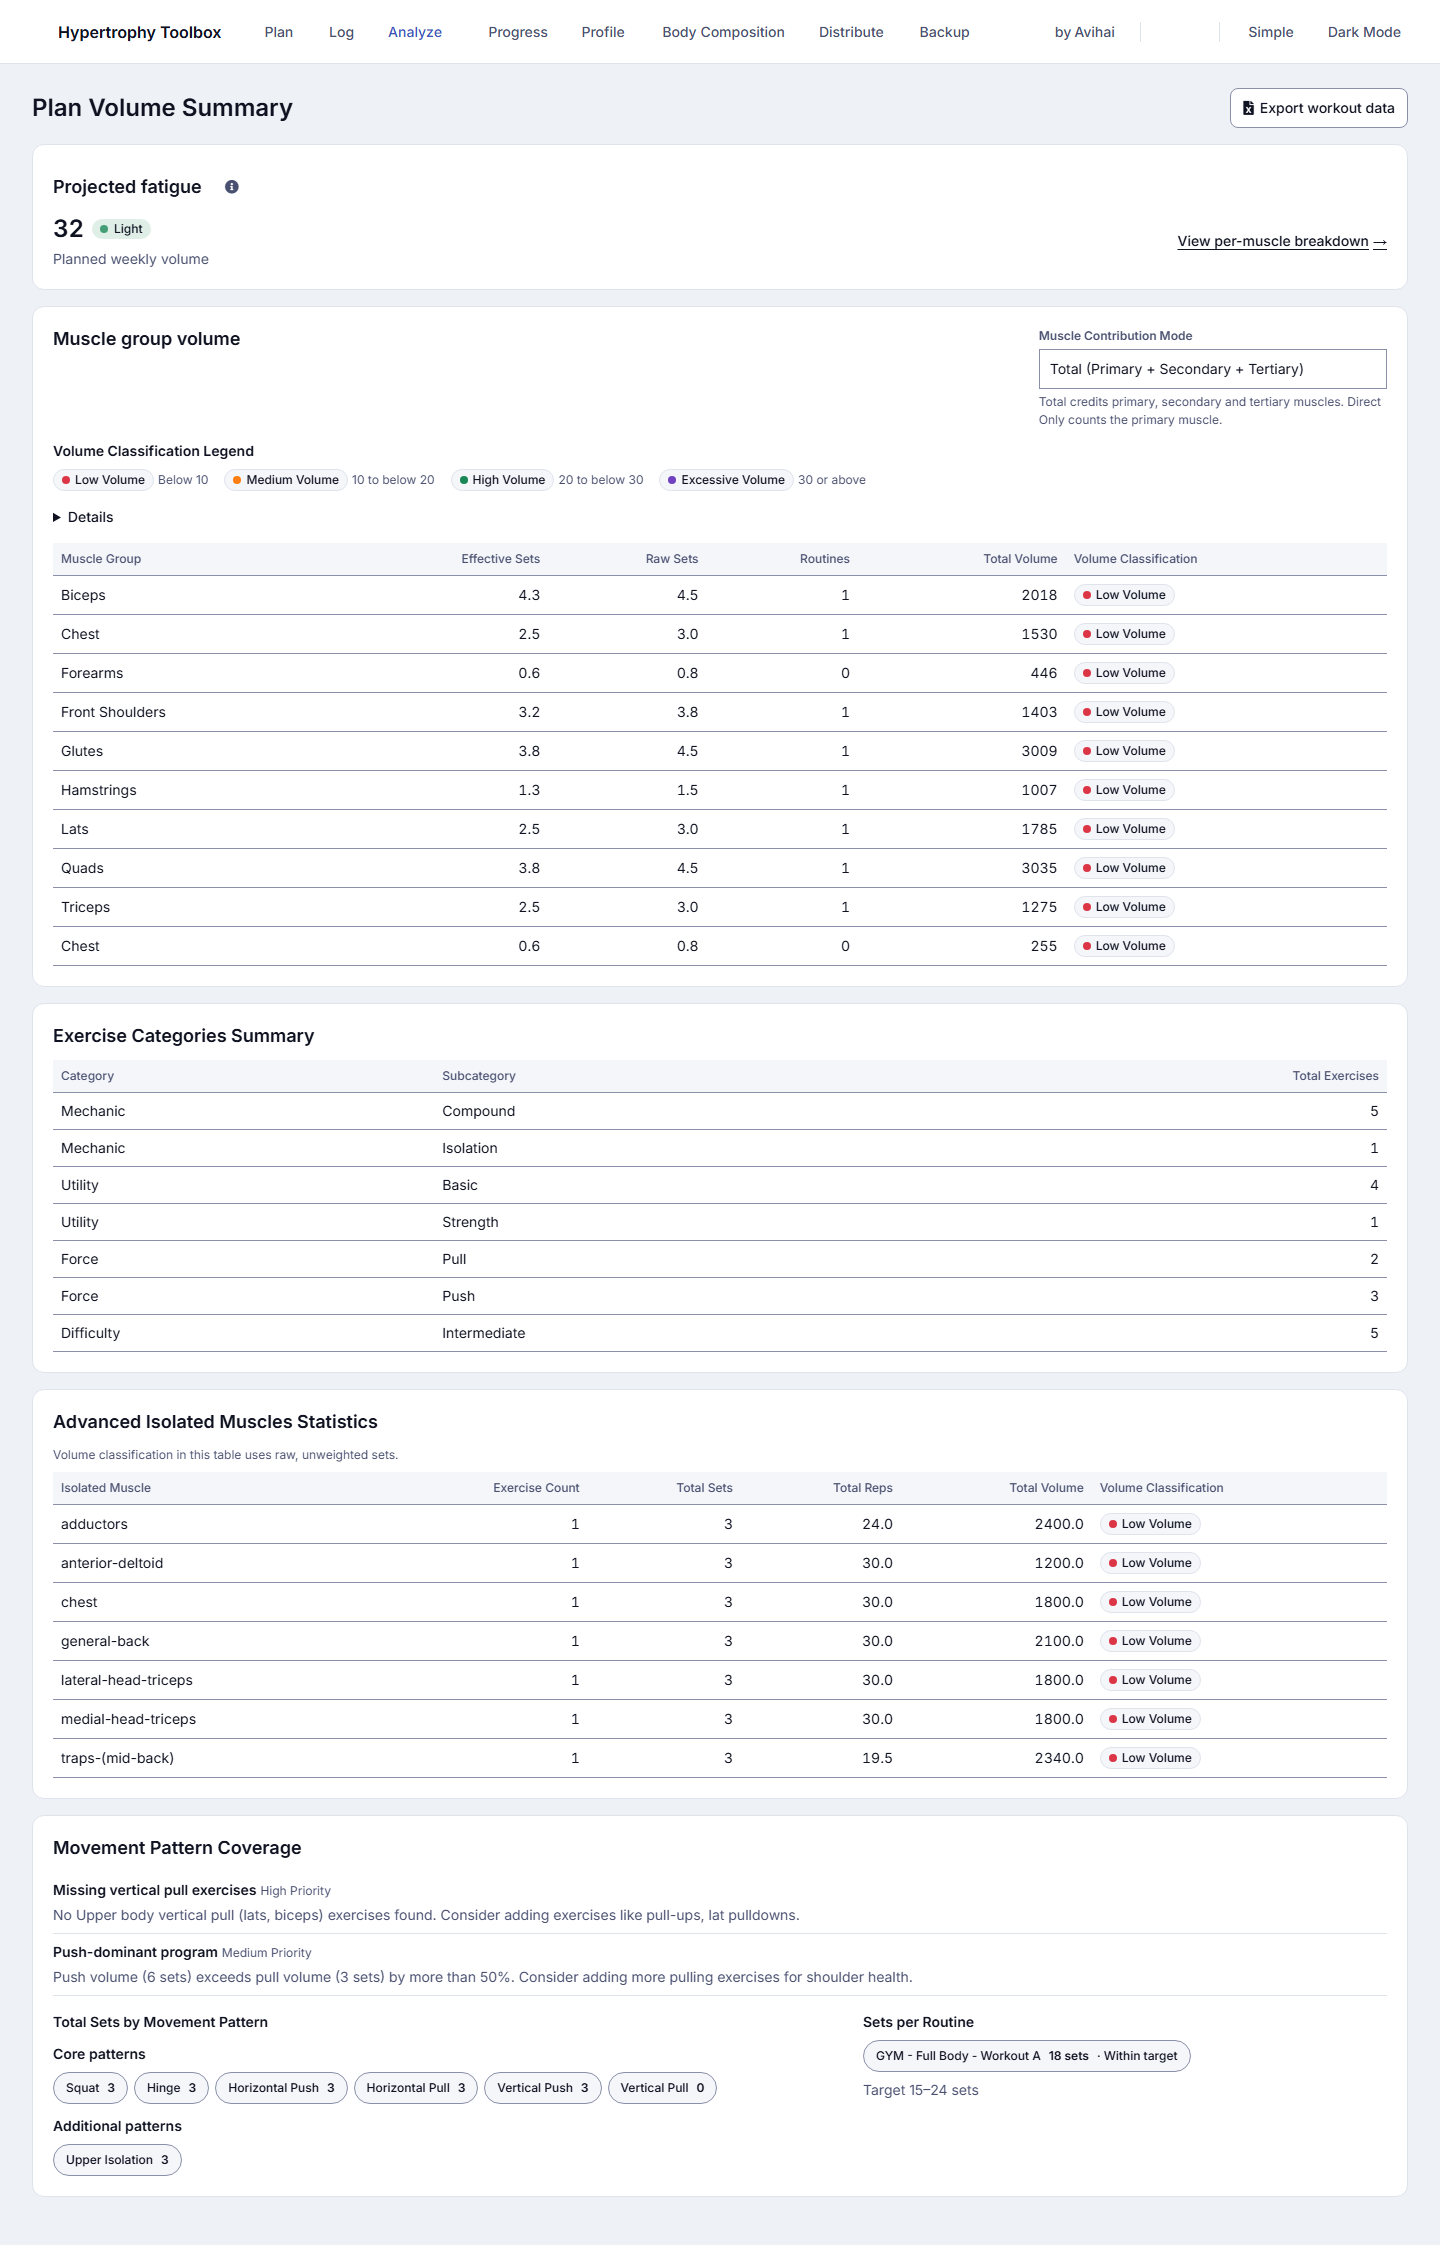 Hypertrophy Toolbox Plan Log Analyze Progress Profile Body Composition Distribute Backup by Avihai Simple Dark Mode
Plan Volume Summary
Export workout data
Projected fatigue
32 Light
Planned weekly volume
View per-muscle breakdown →
Muscle group volume
Muscle Contribution Mode
Total (Primary + Secondary + Tertiary)
Total credits primary, secondary and tertiary muscles. Direct
Only counts the primary muscle.
Volume Classification Legend
Low Volume Below 10 Medium Volume 10 to below 20 High Volume 20 to below 30 Excessive Volume 30 or above
Details
Muscle Group Effective Sets Raw Sets Routines Total Volume Volume Classification
Biceps 4.3 4.5 1 2018 Low Volume
Chest 2.5 3.0 1 1530 Low Volume
Forearms 0.6 0.8 0 446 Low Volume
Front Shoulders 3.2 3.8 1 1403 Low Volume
Glutes 3.8 4.5 1 3009 Low Volume
Hamstrings 1.3 1.5 1 1007 Low Volume
Lats 2.5 3.0 1 1785 Low Volume
Quads 3.8 4.5 1 3035 Low Volume
Triceps 2.5 3.0 1 1275 Low Volume
Chest 0.6 0.8 0 255 Low Volume
Exercise Categories Summary
Category Subcategory Total Exercises
Mechanic Compound 5
Mechanic Isolation 1
Utility Basic 4
Utility Strength 1
Force Pull 2
Force Push 3
Difficulty Intermediate 5
Advanced Isolated Muscles Statistics
Volume classification in this table uses raw, unweighted sets.
Isolated Muscle Exercise Count Total Sets Total Reps Total Volume Volume Classification
adductors 1 3 24.0 2400.0 Low Volume
anterior-deltoid 1 3 30.0 1200.0 Low Volume
chest 1 3 30.0 1800.0 Low Volume
general-back 1 3 30.0 2100.0 Low Volume
lateral-head-triceps 1 3 30.0 1800.0 Low Volume
medial-head-triceps 1 3 30.0 1800.0 Low Volume
traps-(mid-back) 1 3 19.5 2340.0 Low Volume
Movement Pattern Coverage
Missing vertical pull exercises High Priority
No Upper body vertical pull (lats, biceps) exercises found. Consider adding exercises like pull-ups, lat pulldowns.
Push-dominant program Medium Priority
Push volume (6 sets) exceeds pull volume (3 sets) by more than 50%. Consider adding more pulling exercises for shoulder health.
Total Sets by Movement Pattern
Core patterns
Squat 3 Hinge 3 Horizontal Push 3 Horizontal Pull 3 Vertical Push 3 Vertical Pull 0
Additional patterns
Upper Isolation 3
Sets per Routine
GYM - Full Body - Workout A 18 sets · Within target
Target 15–24 sets